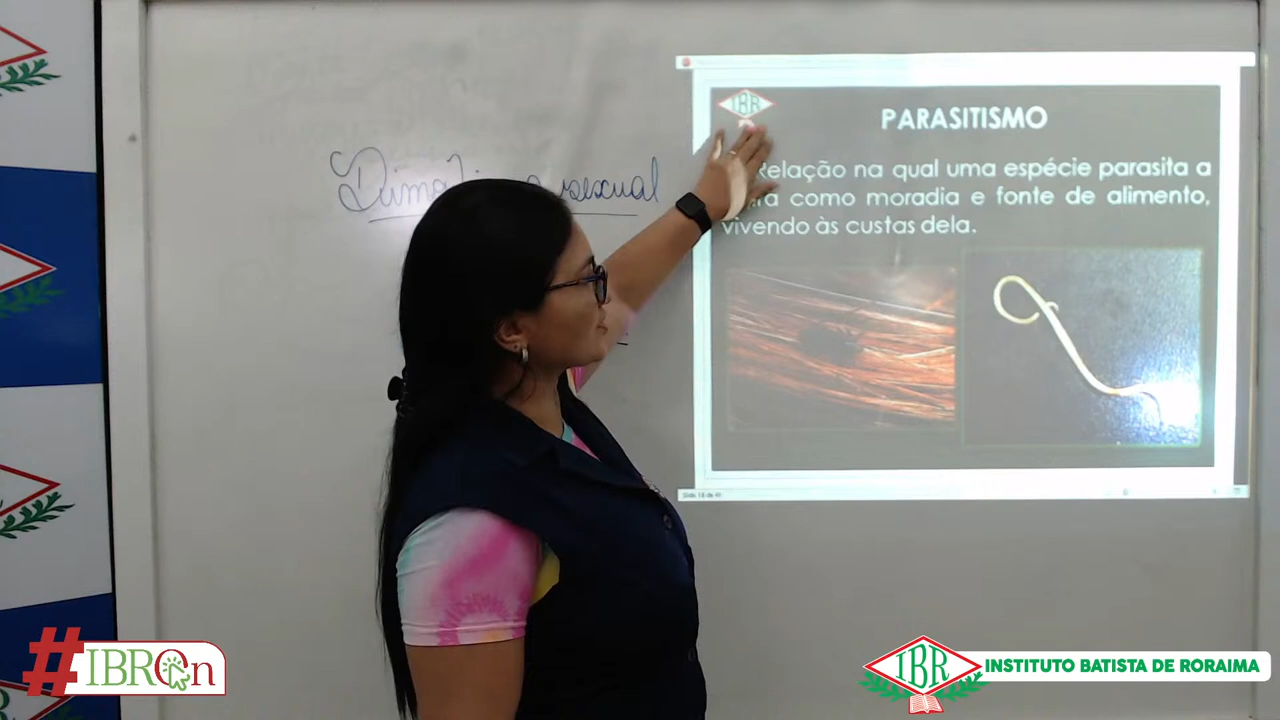 IBR
PARASITISMO
Relação na qual uma espécie parasita a
como moradia e fonte de alimento,
vivendo às custas dela.
sexual
#IBROn
IBR
INSTITUTO BATISTA DE RORAIMA